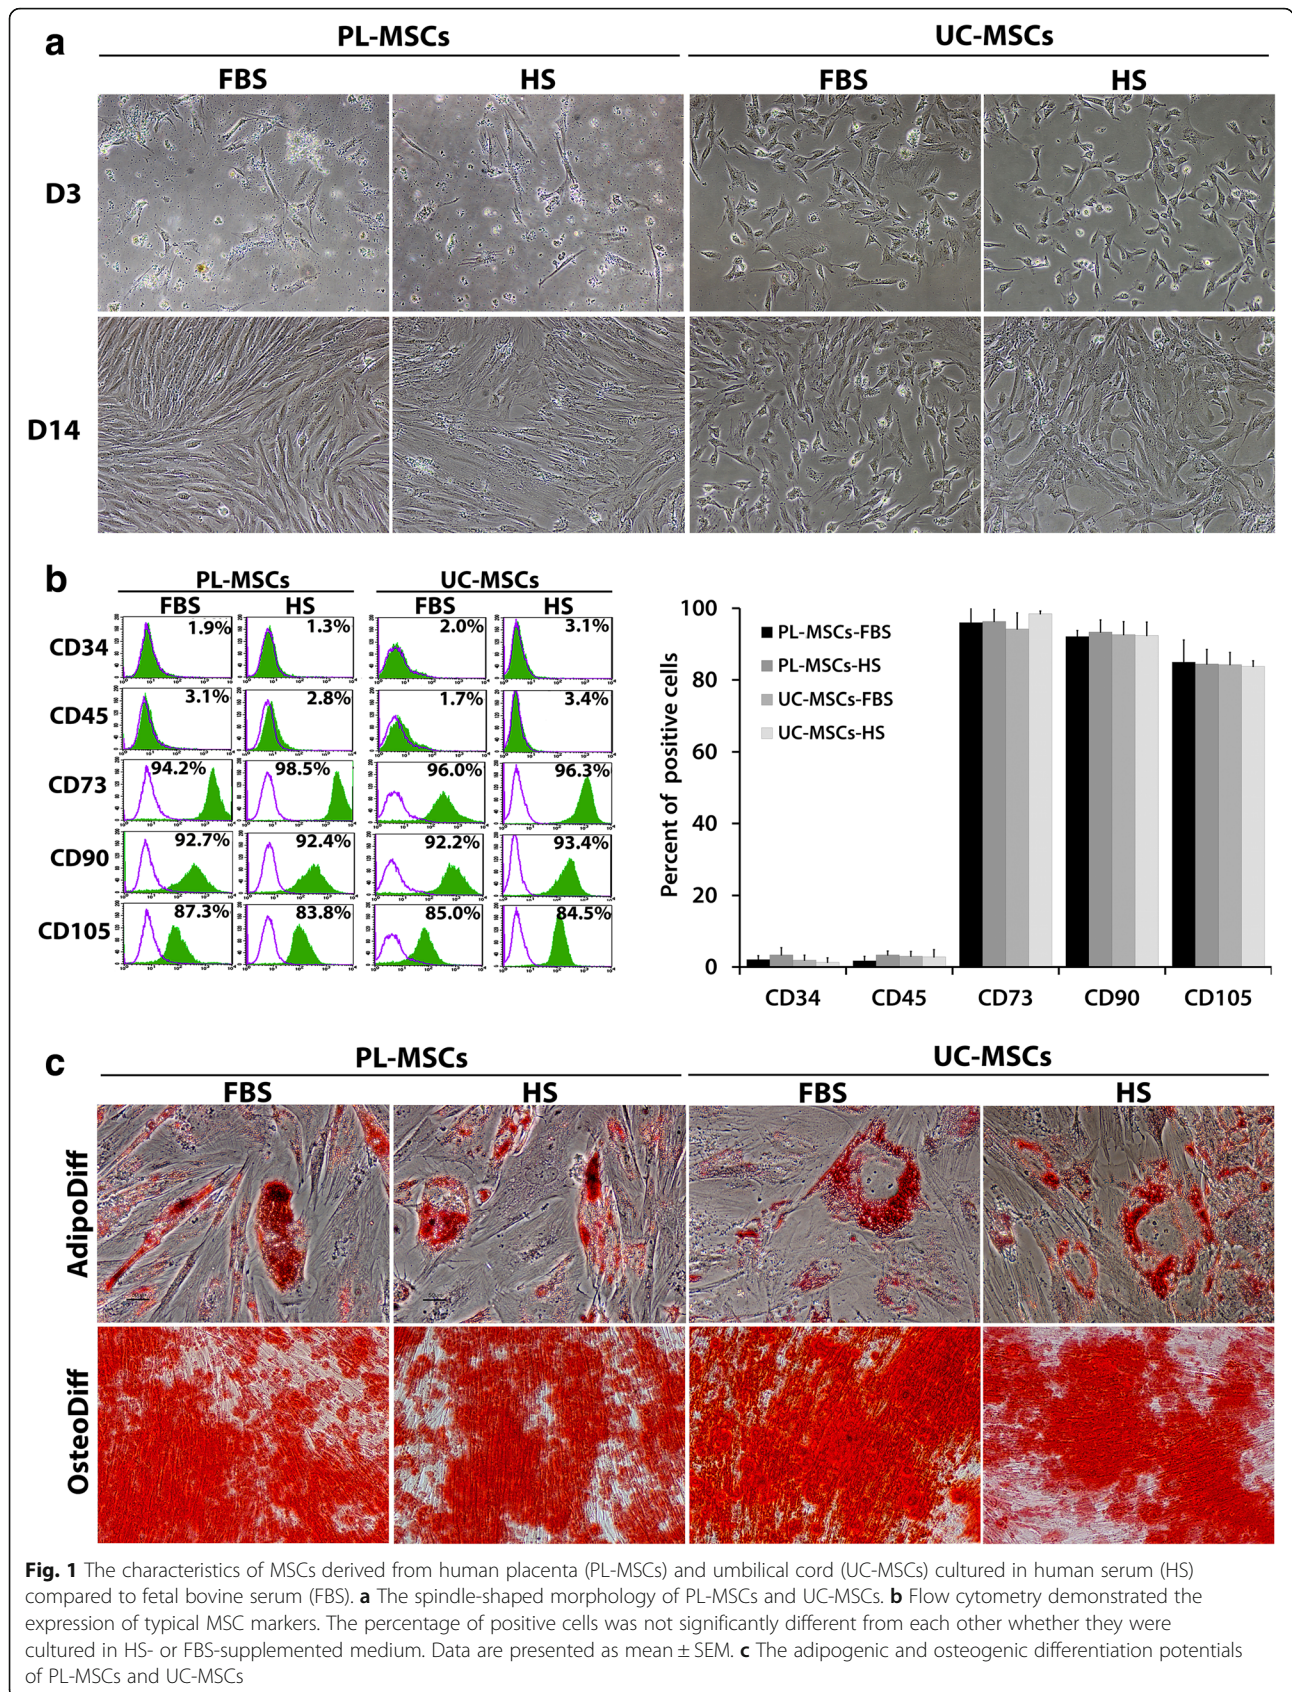 a
PL-MSCs
UC-MSCs
FBS
HS
FBS
HS
D3
D14
b
PL-MSCs
UC-MSCs
FBS
HS
FBS
HS
CD34
1.9%
1.3%
2.0%
3.1%
CD45
3.1%
2.8%
1.7%
3.4%
CD73
94.2%
98.5%
96.0%
96.3%
CD90
92.7%
92.4%
92.2%
93.4%
CD105
87.3%
83.8%
85.0%
84.5%
Percent of positive cells
100
80
60
40
20
0
PL-MSCs-FBS
PL-MSCs-HS
UC-MSCs-FBS
UC-MSCs-HS
CD34
CD45
CD73
CD90
CD105
c
PL-MSCs
UC-MSCs
FBS
HS
FBS
HS
AdipoDiff
OsteoDiff
Fig. 1 The characteristics of MSCs derived from human placenta (PL-MSCs) and umbilical cord (UC-MSCs) cultured in human serum (HS)
compared to fetal bovine serum (FBS). a The spindle-shaped morphology of PL-MSCs and UC-MSCs. b Flow cytometry demonstrated the
expression of typical MSC markers. The percentage of positive cells was not significantly different from each other whether they were
cultured in HS- or FBS-supplemented medium. Data are presented as mean ± SEM. c The adipogenic and osteogenic differentiation potentials
of PL-MSCs and UC-MSCs